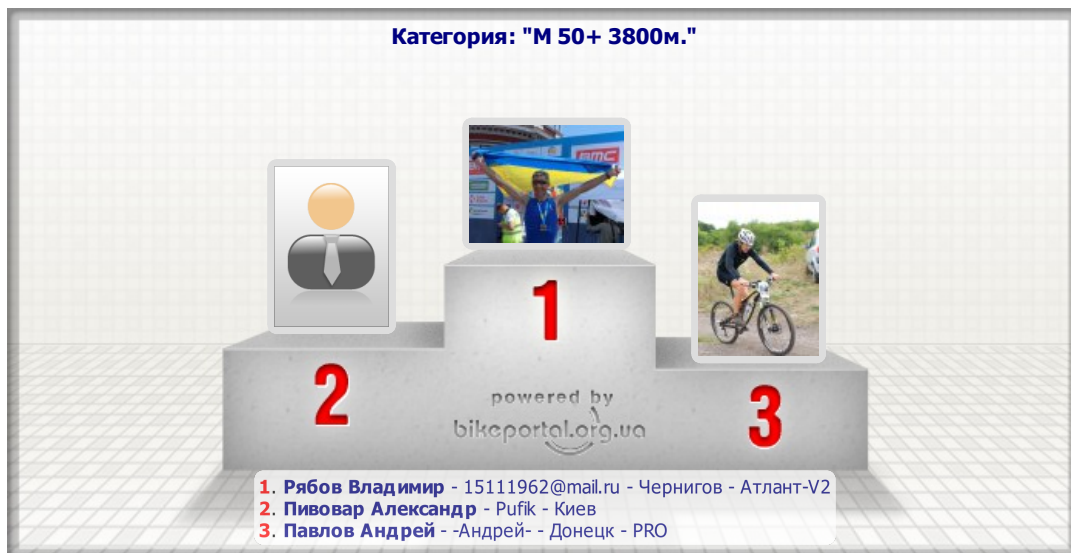 Категория: "М 50+ 3800м."
BMC
1
2
3
powered by
bikeportal.org.ua
1. Рябов Владимир - 15111962@mail.ru - Чернигов - Атлант-V2
2. Пивовар Александр - Pufik - Киев
3. Павлов Андрей - -Андрей- - Донецк - PRO